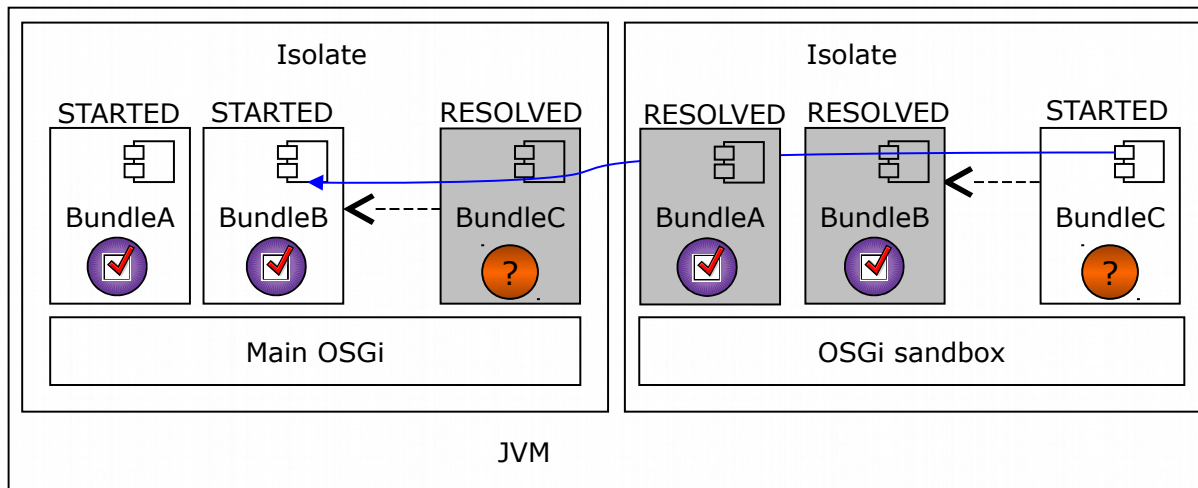 Isolate
STARTED STARTED RESOLVED
BundleA BundleB BundleC
?
Main OSGi
Isolate
RESOLVED RESOLVED STARTED
BundleA BundleB BundleC
?
OSGi sandbox
JVM